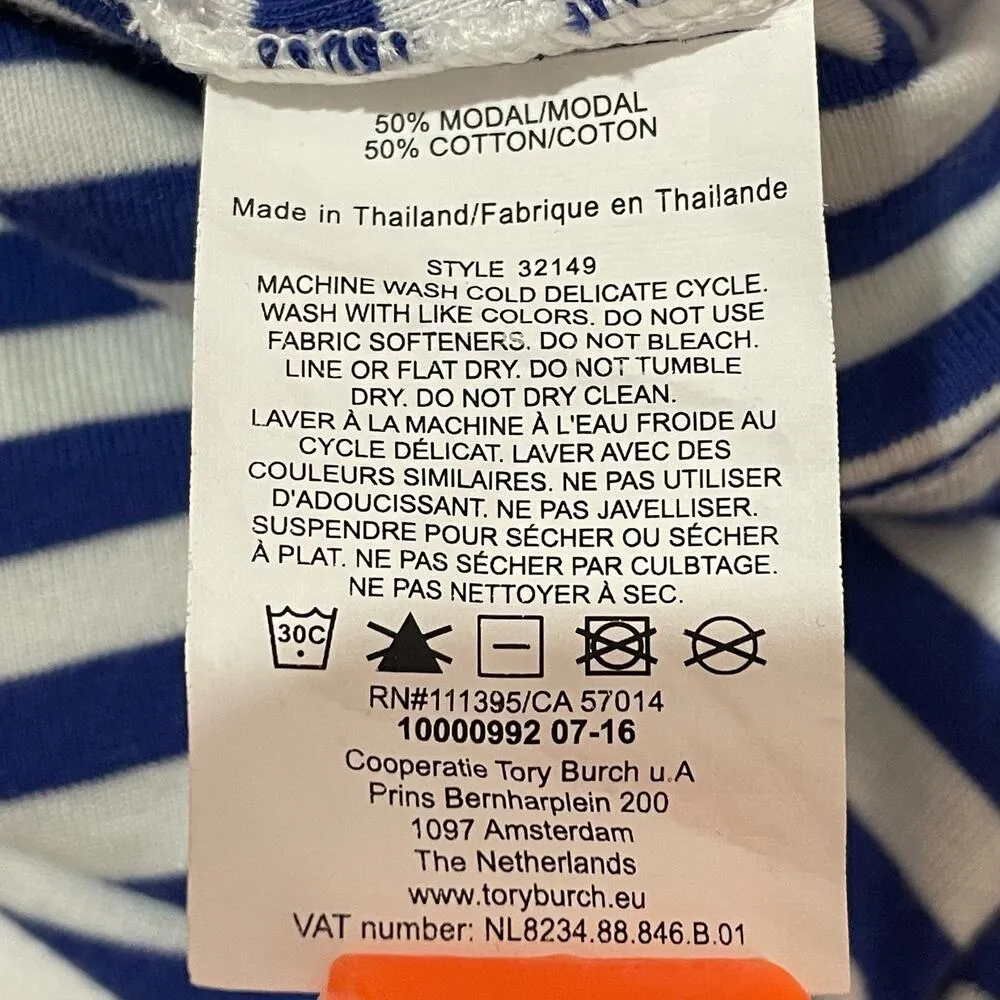 50% MODAL/MODAL
50% COTTON/COTON
Made in Thailand/Fabrique en Thailande
STYLE 32149
MACHINE WASH COLD DELICATE CYCLE.
WASH WITH LIKE COLORS. DO NOT USE
FABRIC SOFTENERS. DO NOT BLEACH.
LINE OR FLAT DRY. DO NOT TUMBLE
DRY. DO NOT DRY CLEAN.
LAVER À LA MACHINE À L'EAU FROIDE AU
CYCLE DÉLICAT. LAVER AVEC DES
COULEURS SIMILAIRES. NE PAS UTILISER
D'ADOUCISSANT. NE PAS JAVELLISER.
SUSPENDRE POUR SÉCHER OU SÉCHER
À PLAT. NE PAS SÉCHER PAR CULBTAGE.
NE PAS NETTOYER À SEC.
30C
RN#111395/CA 57014
10000992 07-16
Cooperatie Tory Burch u.A
Prins Bernharplein 200
1097 Amsterdam
The Netherlands
www.toryburch.eu
VAT number: NL8234.88.846.B.01